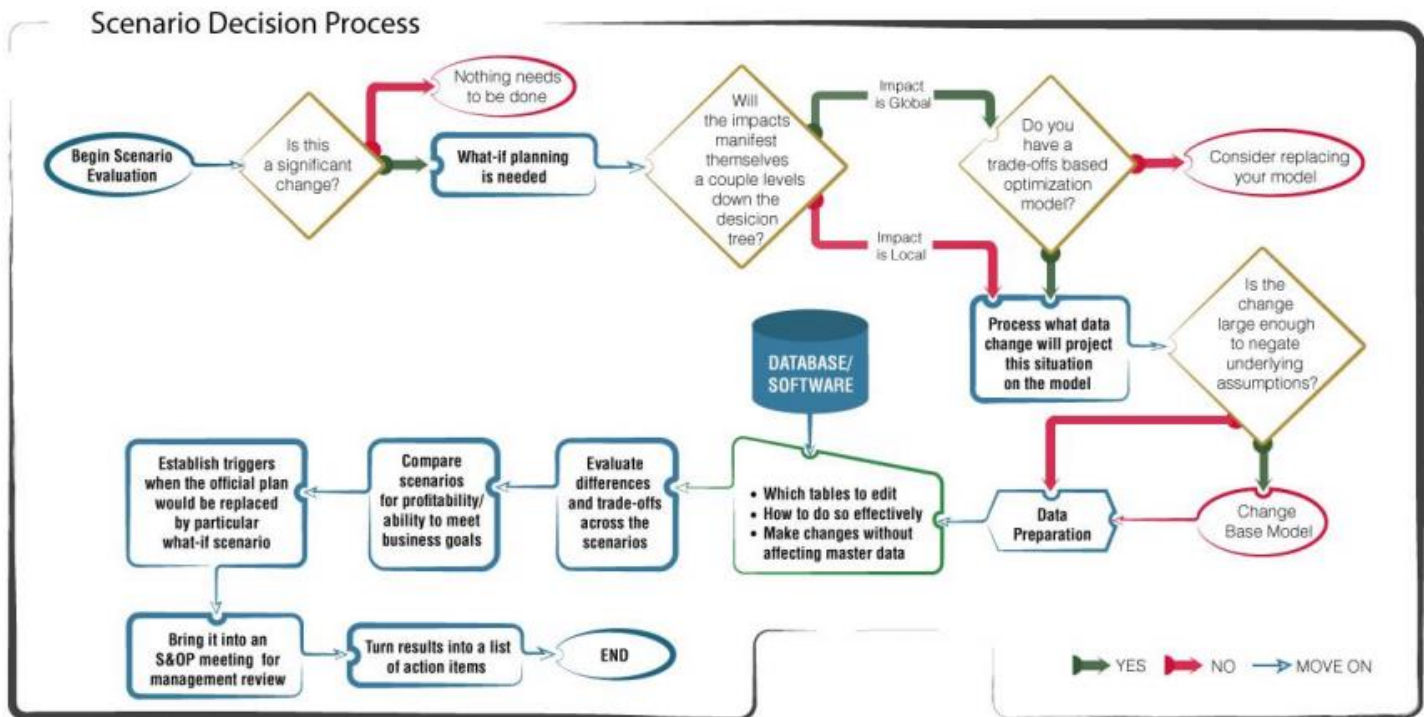 Scenario Decision Process
Begin Scenario
Evaluation
Is this
a significant
change?
Nothing needs
to be done
What-if planning
is needed
Will
the impacts
manifest
themselves
a couple levels
down the
desicion
tree?
Impact
is Global
Impact
is Local
Do you
have a
trade-offs based
optimization
model?
Consider replacing
your model
Process what data
change will project
this situation
on the model
Is the
change
large enough
to negate
underlying
assumptions?
Change
Base Model
Data
Preparation
DATABASE/
SOFTWARE
• Which tables to edit
• How to do so effectively
• Make changes without
affecting master data
Evaluate
differences
and trade-offs
across the
scenarios
Compare
scenarios
for profitability/
ability to meet
business goals
Establish triggers
when the official plan
would be replaced
by particular
what-if scenario
Bring it into an
S&OP meeting for
management review
Turn results into a list
of action items
END
YES
NO
MOVE ON